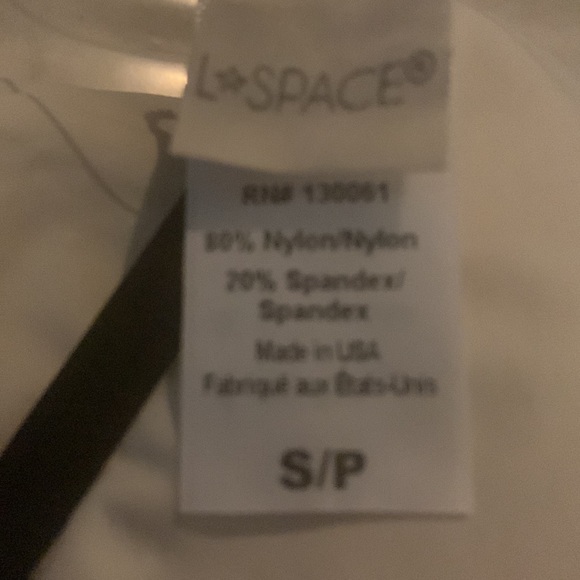 L*SPACE®
RN# 130061
80% Nylon/Nylon
20% Spandex/
Spandex
Made in USA
Fabriqué aux États-Unis
S/P